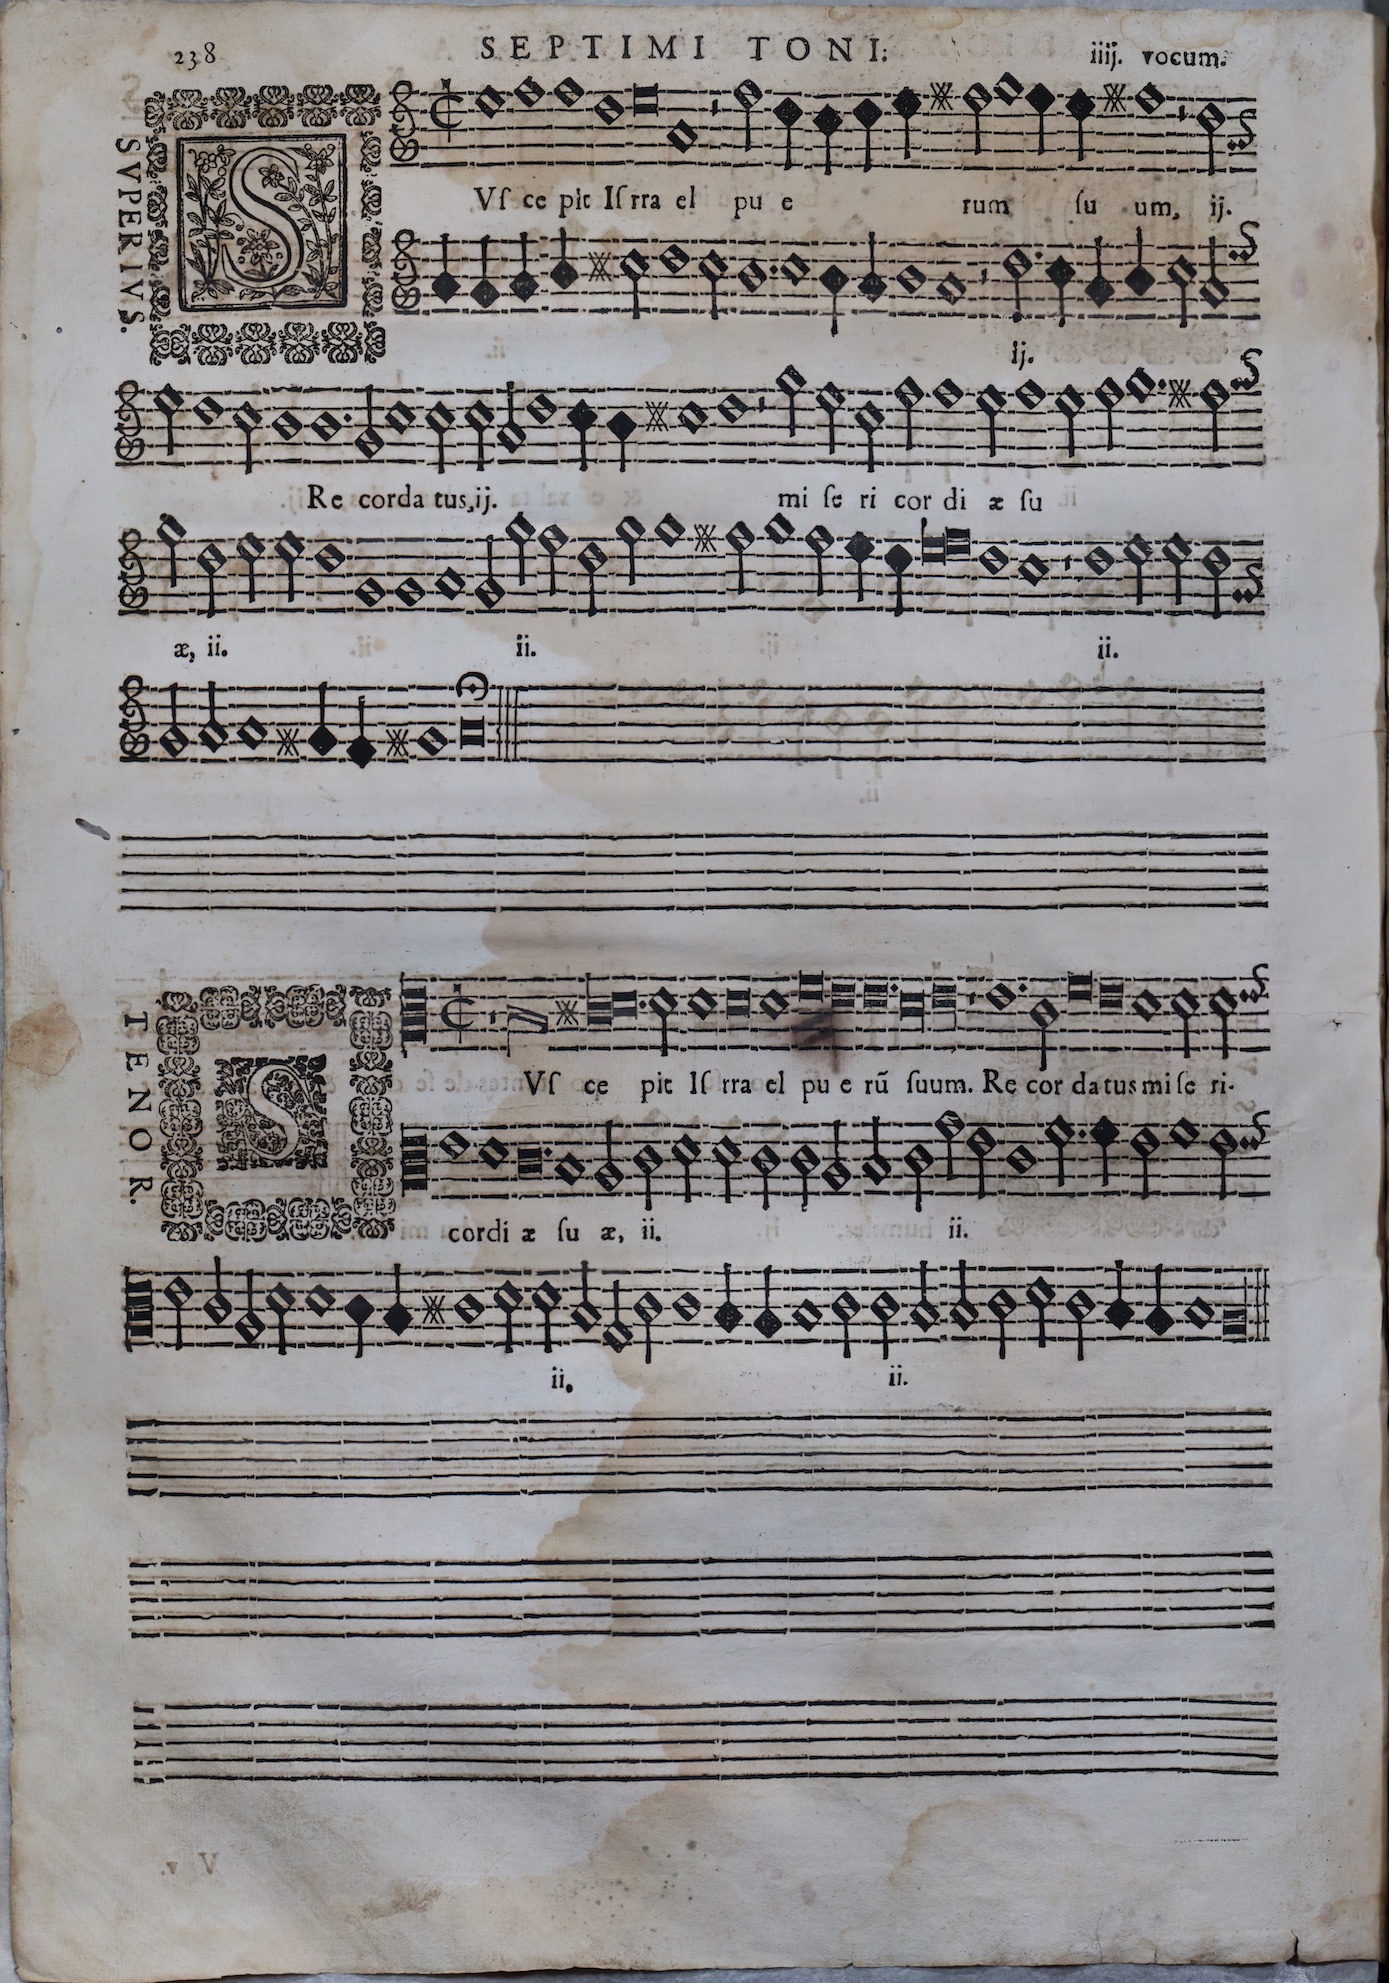 238 SEPTIMI TONI: iiij. vocum.
SVPERIVS.
S
Vſ ce pit Iſ rra el pu e rum ſu um, ij.
Ij.
Re corda tus, ij. mi ſe ri cor di æ ſu
æ, ii. ii. ii.
TENOR.
S
Vſ ce pit Iſ rra el pu e rū ſuum. Re cor da tus mi ſe ri-
cordi æ ſu æ, ii. ii.
ii. ii.